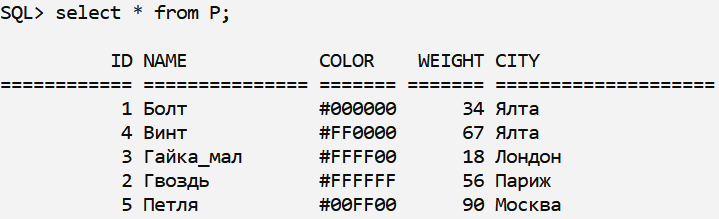 SQL> select * from P;
ID NAME COLOR WEIGHT CITY
============ =============== ======= ======= ====================
1 Болт #000000 34 Ялта
4 Винт #FF0000 67 Ялта
3 Гайка_мал #FFFF00 18 Лондон
2 Гвоздь #FFFFFF 56 Париж
5 Петля #00FF00 90 Москва